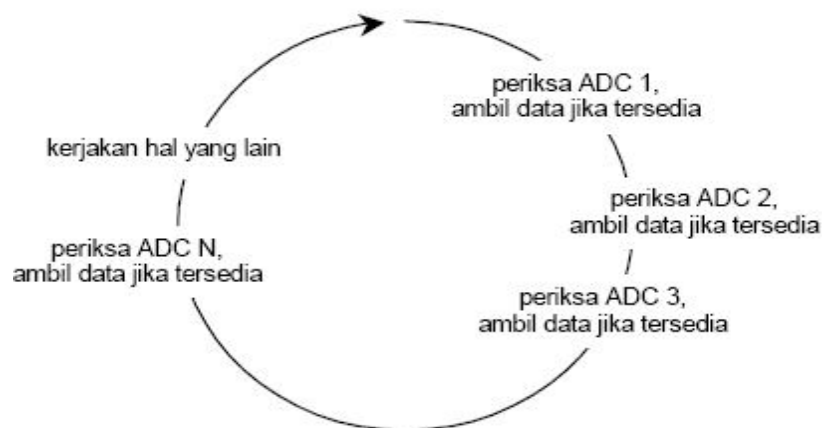 periksa ADC 1,
ambil data jika tersedia
periksa ADC 2,
ambil data jika tersedia
periksa ADC 3,
ambil data jika tersedia
periksa ADC N,
ambil data jika tersedia
kerjakan hal yang lain